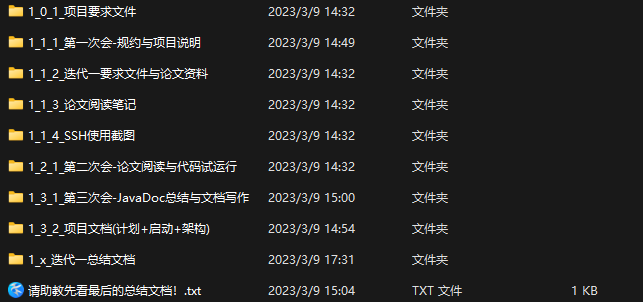 1_0_1_项目要求文件 2023/3/9 14:32 文件夹
1_1_1_第一次会-规约与项目说明 2023/3/9 14:49 文件夹
1_1_2_迭代一要求文件与论文资料 2023/3/9 14:32 文件夹
1_1_3_论文阅读笔记 2023/3/9 14:32 文件夹
1_1_4_SSH使用截图 2023/3/9 14:32 文件夹
1_2_1_第二次会-论文阅读与代码试运行 2023/3/9 14:32 文件夹
1_3_1_第三次会-JavaDoc总结与文档写作 2023/3/9 15:00 文件夹
1_3_2_项目文档(计划+启动+架构) 2023/3/9 14:54 文件夹
1_x_迭代一总结文档 2023/3/9 17:31 文件夹
请助教先看最后的总结文档！.txt 2023/3/9 15:04 TXT 文件 1 KB